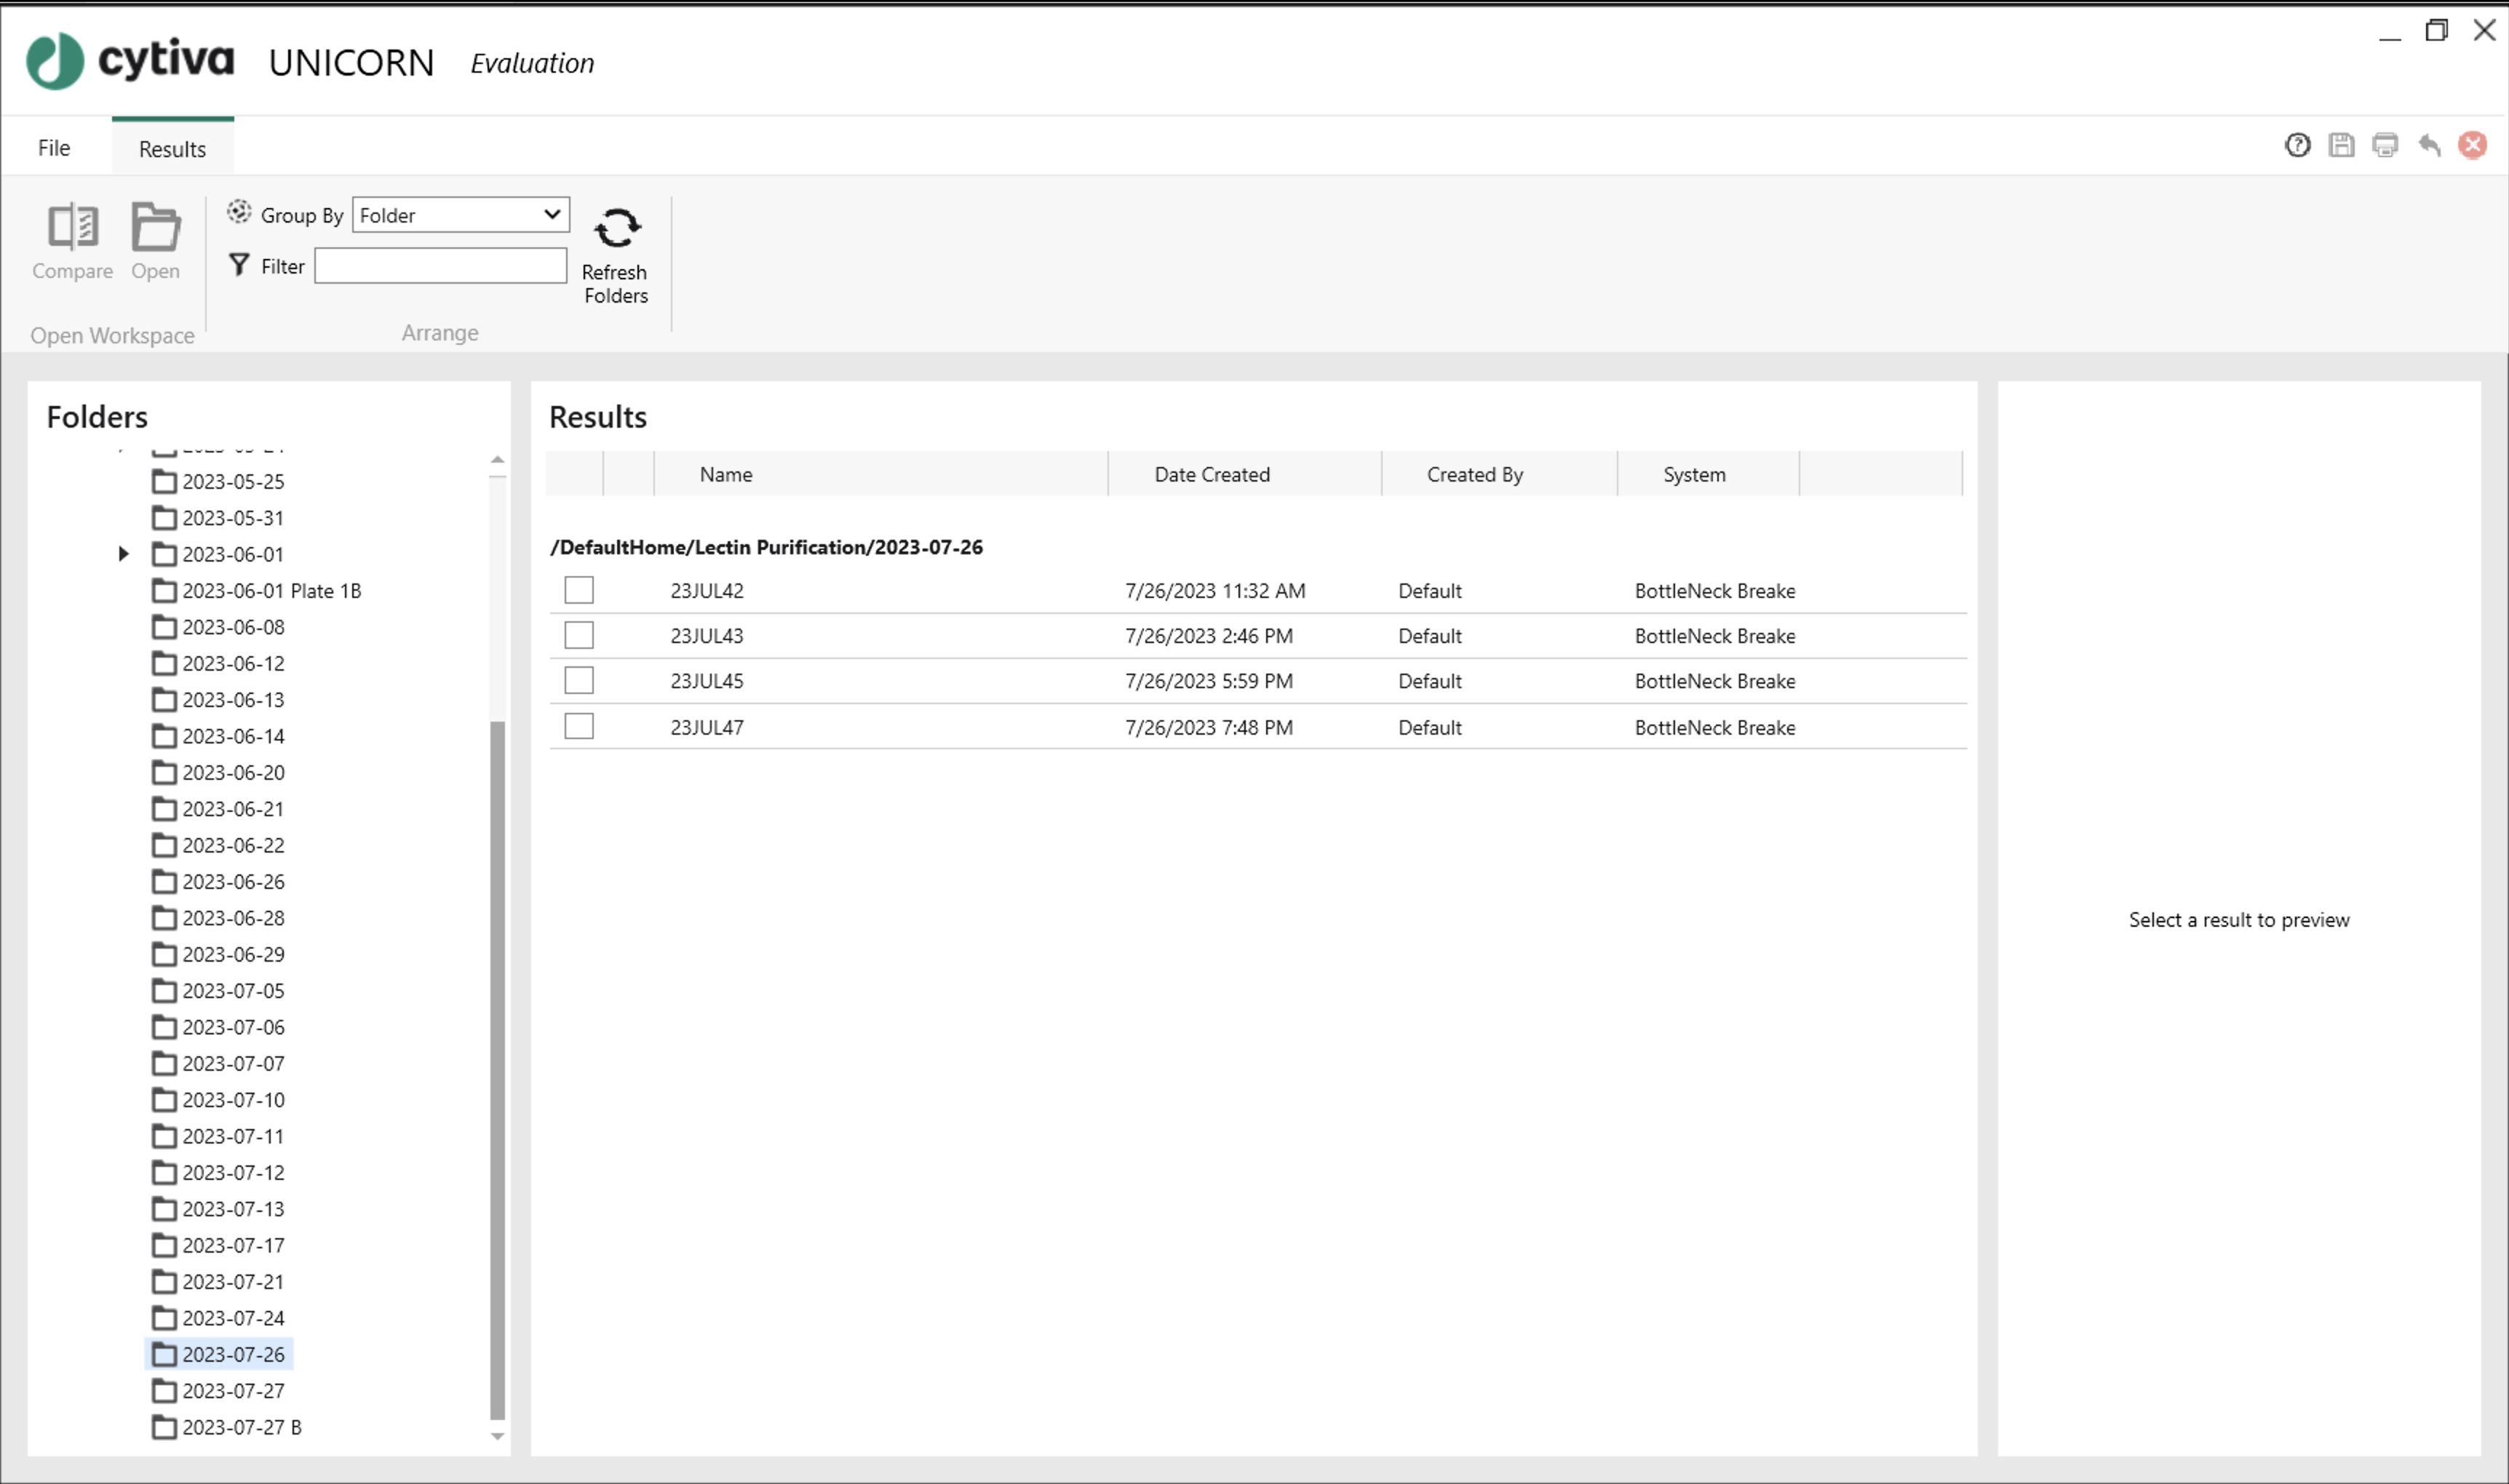 cytiva UNICORN Evaluation
File Results
Compare Open
Open Workspace
Group By Folder
Filter
Refresh
Folders
Arrange
Folders
2023-05-25
2023-05-31
2023-06-01
2023-06-01 Plate 1B
2023-06-08
2023-06-12
2023-06-13
2023-06-14
2023-06-20
2023-06-21
2023-06-22
2023-06-26
2023-06-28
2023-06-29
2023-07-05
2023-07-06
2023-07-07
2023-07-10
2023-07-11
2023-07-12
2023-07-13
2023-07-17
2023-07-21
2023-07-24
2023-07-26
2023-07-27
2023-07-27 B
Results
Name Date Created Created By System
/DefaultHome/Lectin Purification/2023-07-26
23JUL42 7/26/2023 11:32 AM Default BottleNeck Breake
23JUL43 7/26/2023 2:46 PM Default BottleNeck Breake
23JUL45 7/26/2023 5:59 PM Default BottleNeck Breake
23JUL47 7/26/2023 7:48 PM Default BottleNeck Breake
Select a result to preview